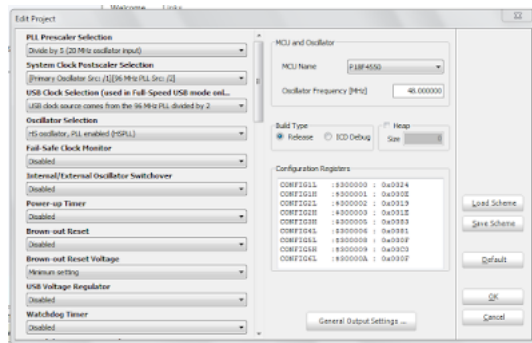 Welcome
Links
Edit Project
PLL Prescaler Selection
Divide by 5 (20 MHz oscillator input)
System Clock Postscaler Selection
[Primary Oscillator Src: /1][96 MHz PLL Src: /2]
USB Clock Selection (used in Full-Speed USB mode onl...
USB clock source comes from the 96 MHz PLL divided by 2
Oscillator Selection
HS oscillator, PLL enabled (HSPLL)
Fail-Safe Clock Monitor
Disabled
Internal/External Oscillator Switchover
Disabled
Power-up Timer
Disabled
Brown-out Reset
Disabled
Brown-out Reset Voltage
Minimum setting
USB Voltage Regulator
Disabled
Watchdog Timer
Disabled
MCU and Oscillator
MCU Name
P18F4550
Oscillator Frequency [MHz]
48.000000
Build Type
Release
ICD Debug
Heap
Size
0
Configuration Registers
CONFIG1L :$300000 : 0x0024
CONFIG1H :$300001 : 0x000E
CONFIG2L :$300002 : 0x0019
CONFIG2H :$300003 : 0x001E
CONFIG3H :$300005 :
CONFIG4L :$300006 :
CONFIG5L :$300008 : 0x000F
CONFIG5H :$300009 : 0x00C0
CONFIG6L :$30000A : 0x000F
General Output Settings ...
Load Scheme
Save Scheme
Default
OK
Cancel